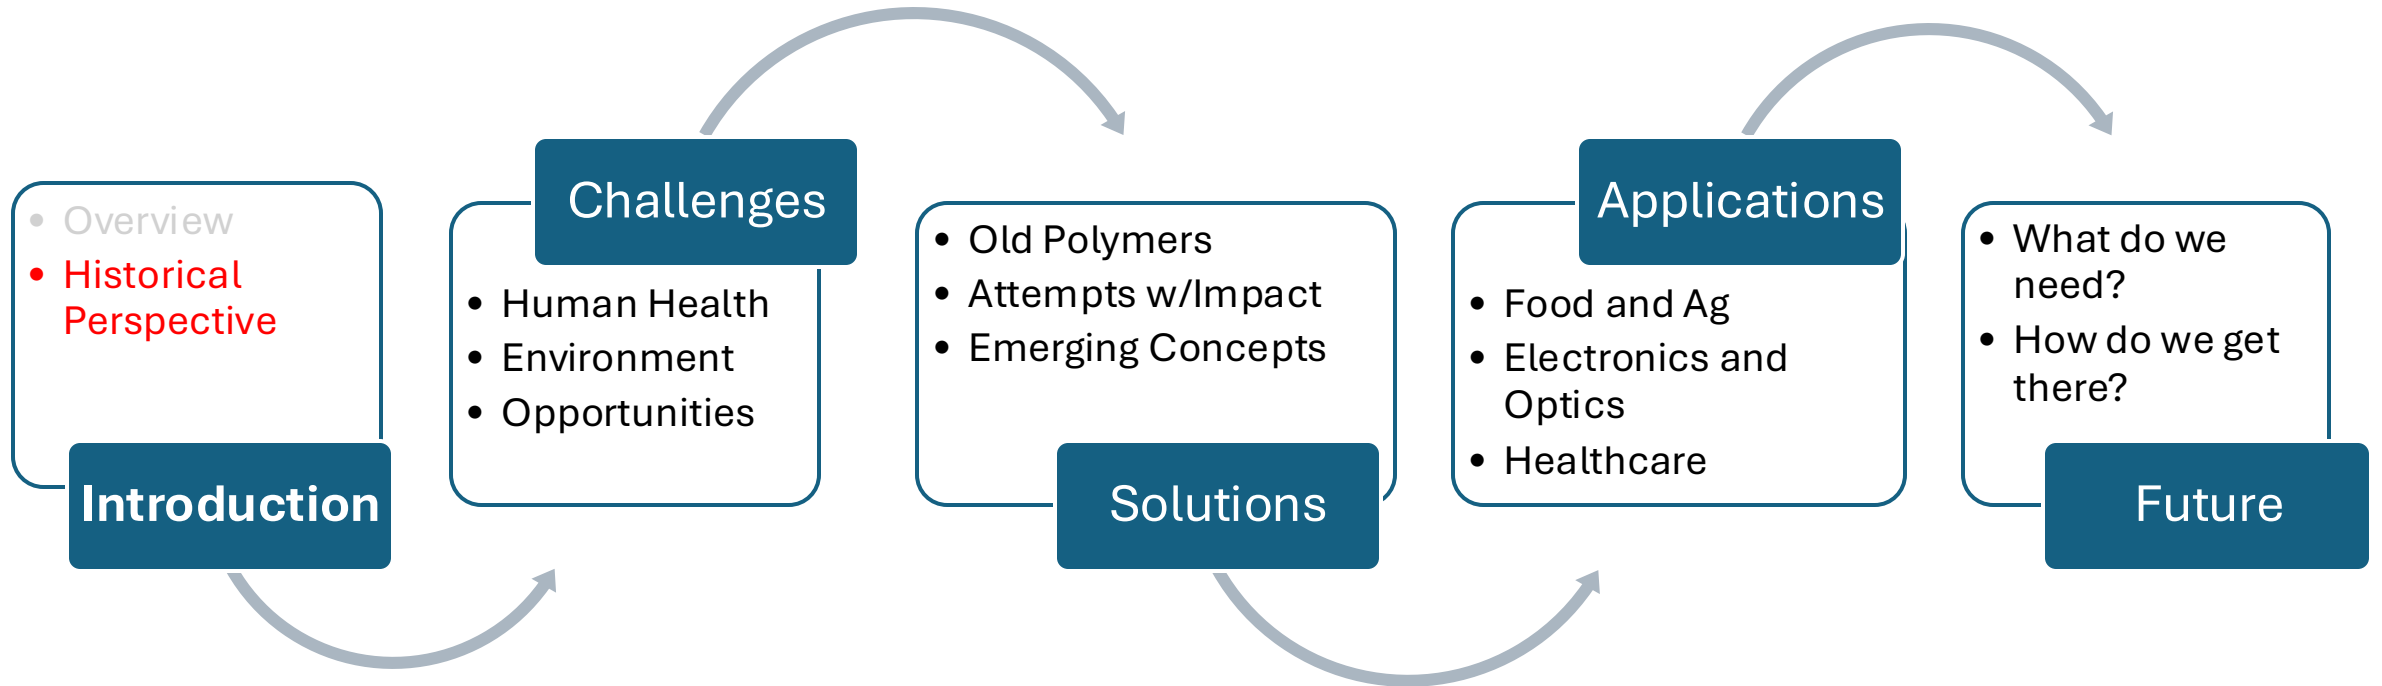 • Overview
• Historical
Perspective
Introduction
Challenges
• Human Health
• Environment
• Opportunities
• Old Polymers
• Attempts w/Impact
• Emerging Concepts
Solutions
Applications
• Food and Ag
• Electronics and
Optics
• Healthcare
• What do we
need?
• How do we get
there?
Future